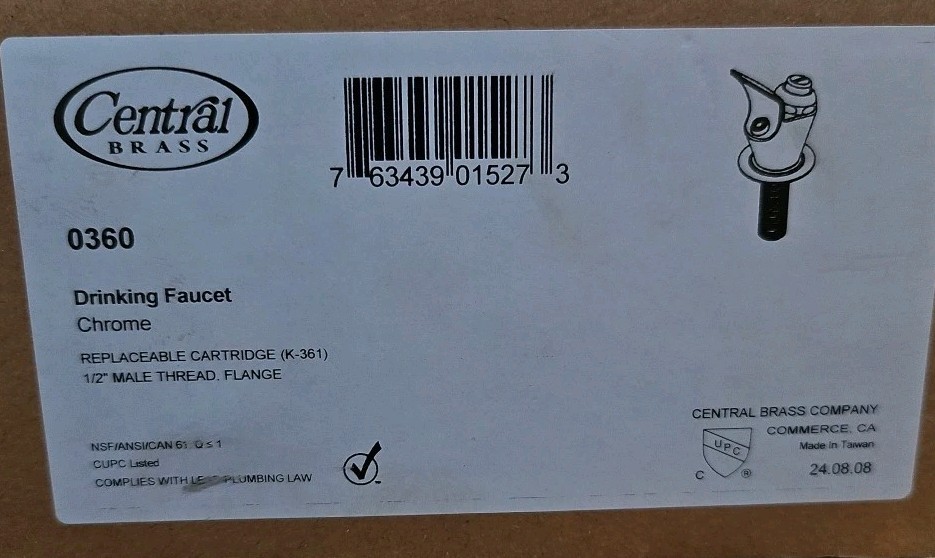 Central
BRASS
7 63439 01527 3
0360
Drinking Faucet
Chrome
REPLACEABLE CARTRIDGE (K-361)
1/2" MALE THREAD. FLANGE
NSF/ANSI/CAN 61: Q ≤ 1
CUPC Listed
COMPLIES WITH PLUMBING LAW
CENTRAL BRASS COMPANY
COMMERCE, CA
Made in Taiwan
24.08.08
UPC
C ®